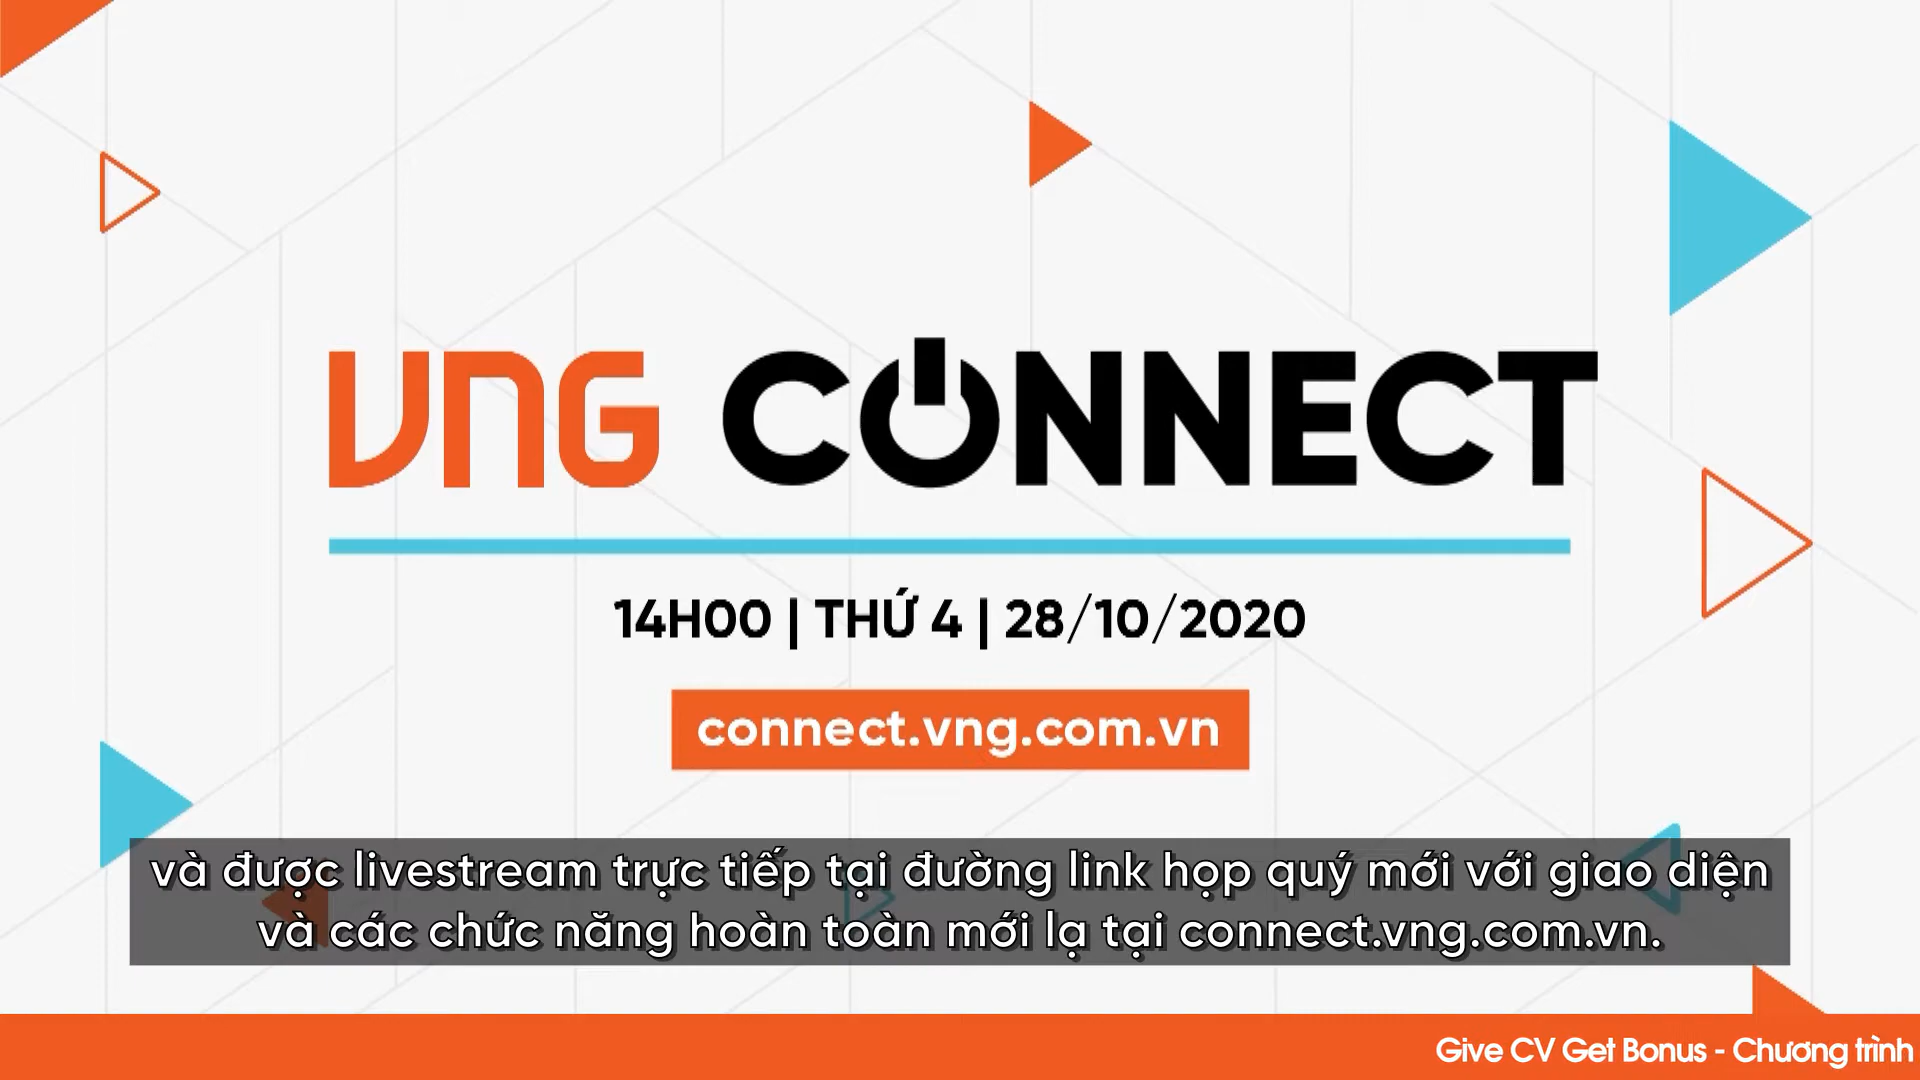 VNG CONNECT
14H00 | THỨ 4 | 28/10/2020
connect.vng.com.vn
và được livestream trực tiếp tại đường link họp quý mới với giao diện
và các chức năng hoàn toàn mới lạ tại connect.vng.com.vn.
Give CV Get Bonus - Chương trình